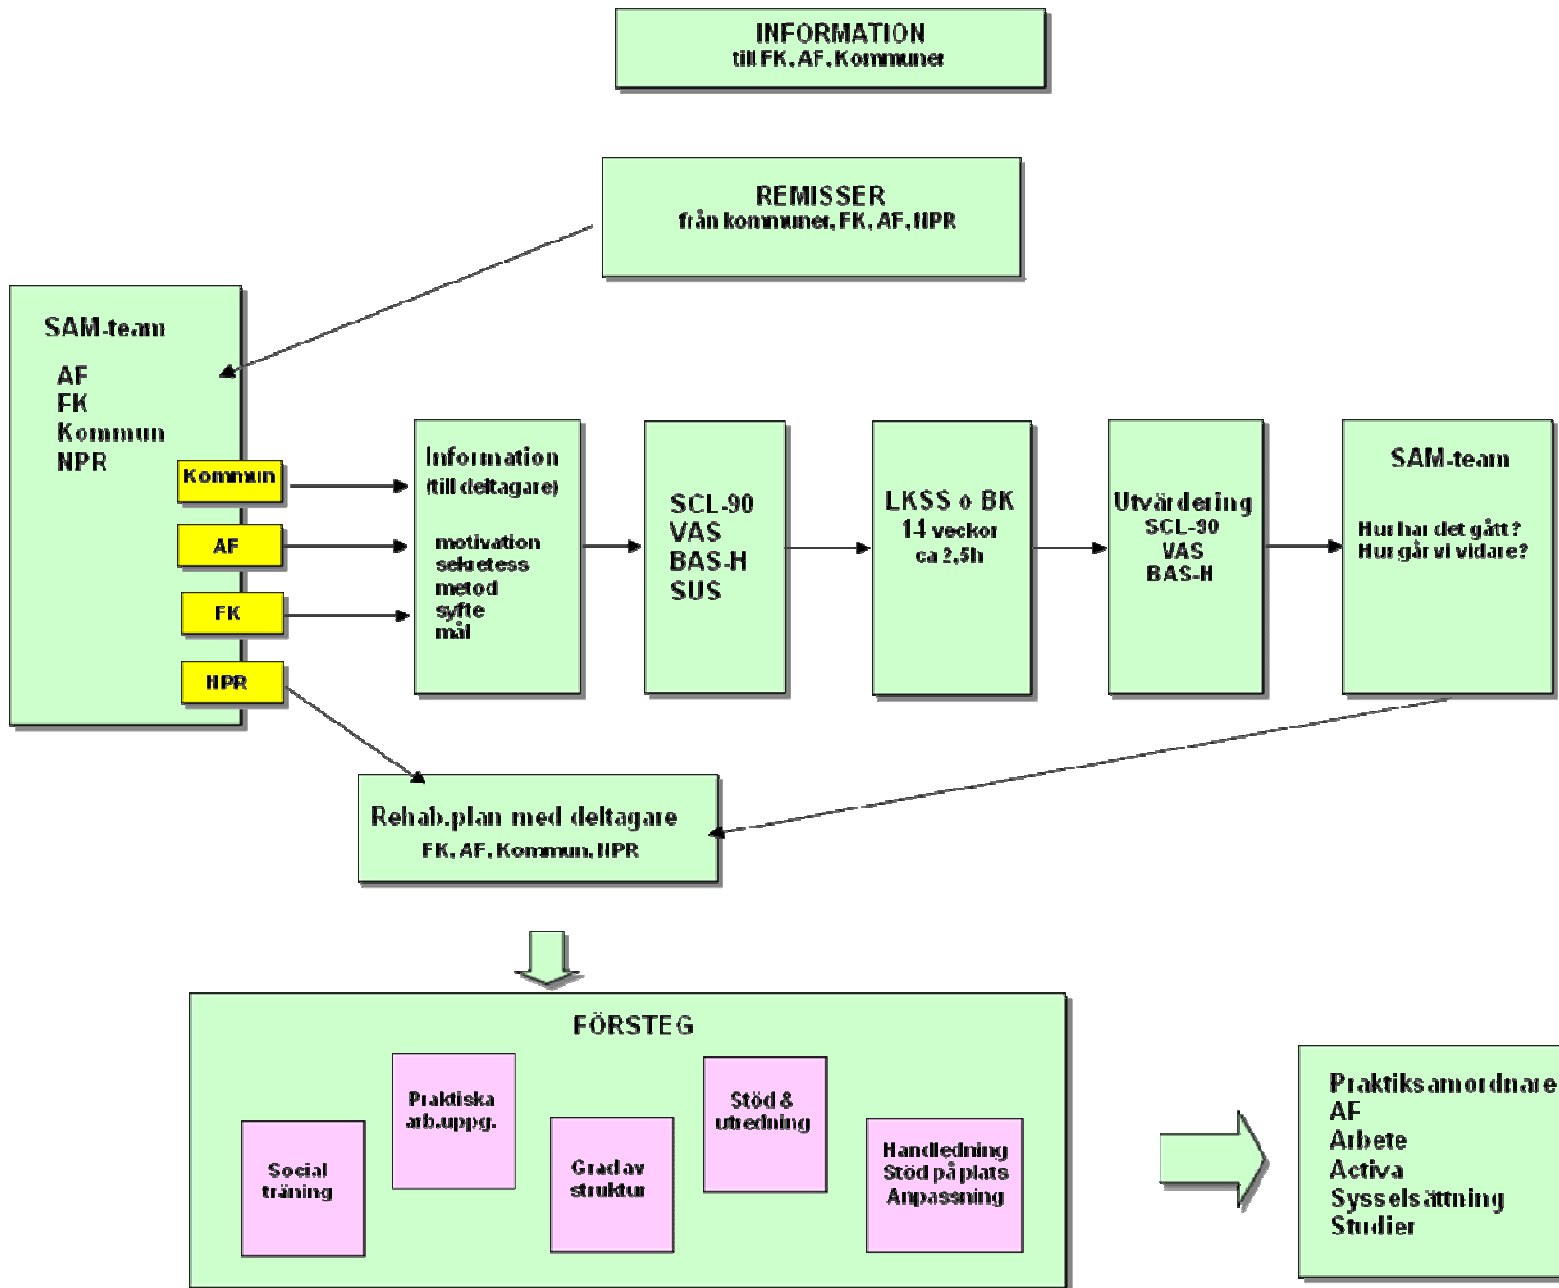 INFORMATION
till FK, AF, Kommuner
REMISSER
från kommuner, FK, AF, NPR
SAM-team
AF
FK
Kommun
NPR
Kommun
AF
FK
NPR
Information
(till deltagare)
motivation
sekretess
metod
syfte
mål
SCL-90
VAS
BAS-H
SUS
LKSS o BK
14 veckor
ca 2,5h
Utvärdering
SCL-90
VAS
BAS-H
SAM-team
Hur har det gått?
Hur går vi vidare?
Rehab.plan med deltagare
FK, AF, Kommun, NPR
FÖRSTEG
Social
träning
Praktiska
arb.uppg.
Grad av
struktur
Stöd &
utredning
Handledning
Stöd på plats
Anpassning
Praktiksamordnare
AF
Arbete
Activa
Sysselsättning
Studier